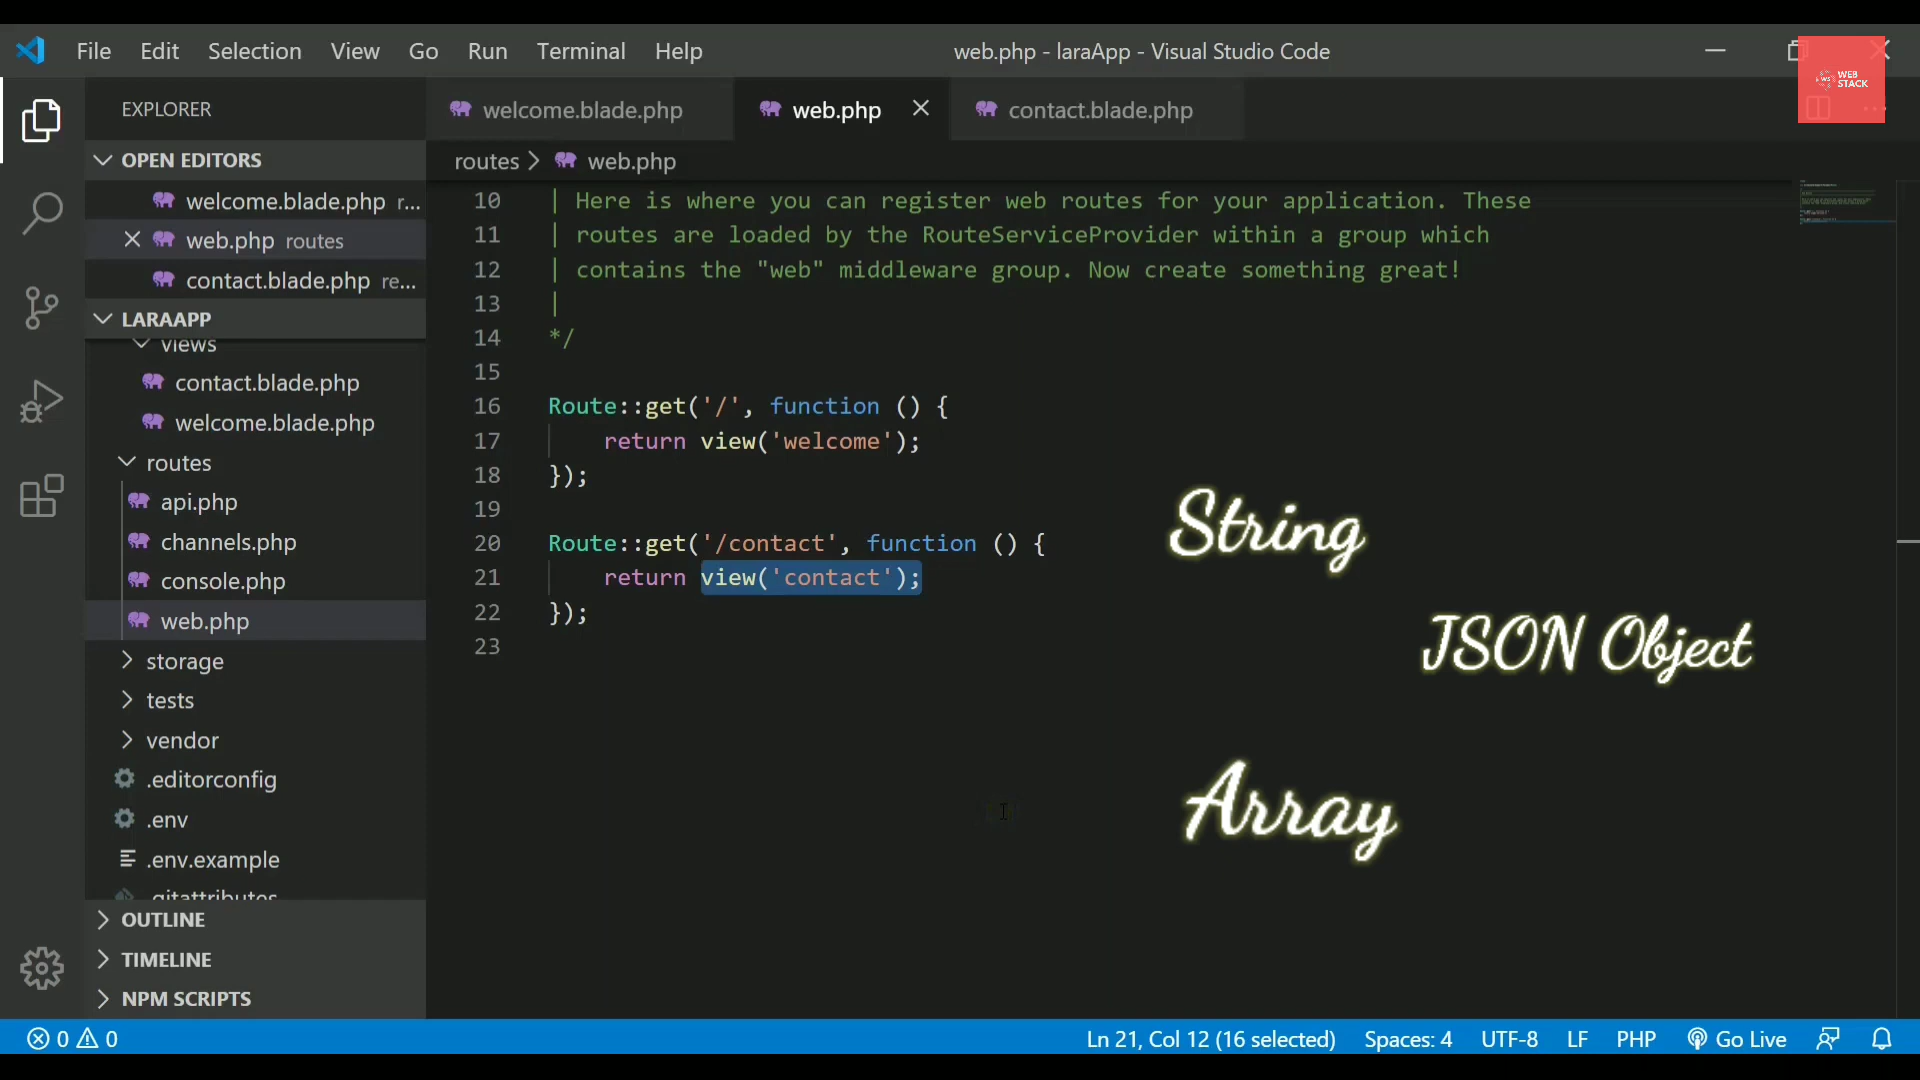 File Edit Selection View Go Run Terminal Help
web.php - laraApp - Visual Studio Code
WEB
STACK
EXPLORER
welcome.blade.php
web.php
contact.blade.php
OPEN EDITORS
routes > web.php
welcome.blade.php r...
web.php routes
contact.blade.php re...
LARAAPP
views
contact.blade.php
welcome.blade.php
routes
api.php
channels.php
console.php
web.php
storage
tests
vendor
.editorconfig
.env
.env.example
.gitattributes
OUTLINE
TIMELINE
NPM SCRIPTS
10 | Here is where you can register web routes for your application. These
11 | routes are loaded by the RouteServiceProvider within a group which
12 | contains the "web" middleware group. Now create something great!
13 |
14 */
15
16 Route::get('/', function () {
17 return view('welcome');
18 });
19
20 Route::get('/contact', function () {
21 return view('contact');
22 });
23
String
JSON Object
Array
0 0
Ln 21, Col 12 (16 selected) Spaces: 4 UTF-8 LF PHP Go Live